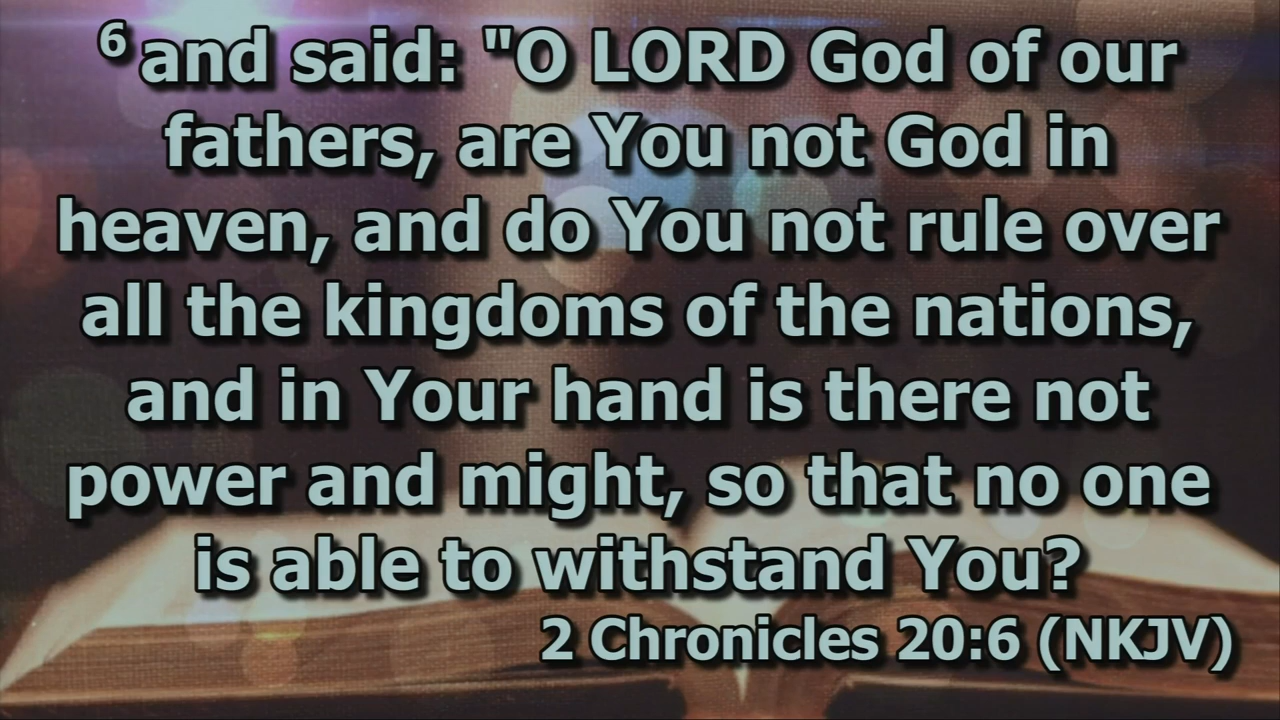 6 and said: "O LORD God of our
fathers, are You not God in
heaven, and do You not rule over
all the kingdoms of the nations,
and in Your hand is there not
power and might, so that no one
is able to withstand You?
2 Chronicles 20:6 (NKJV)